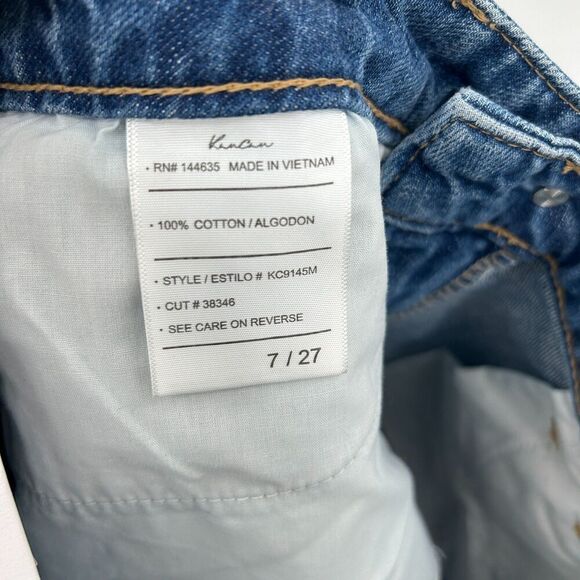 KanCan
• RN# 144635 MADE IN VIETNAM
• 100% COTTON / ALGODON
• STYLE / ESTILO # KC9145M
• CUT # 38346
• SEE CARE ON REVERSE
7 / 27